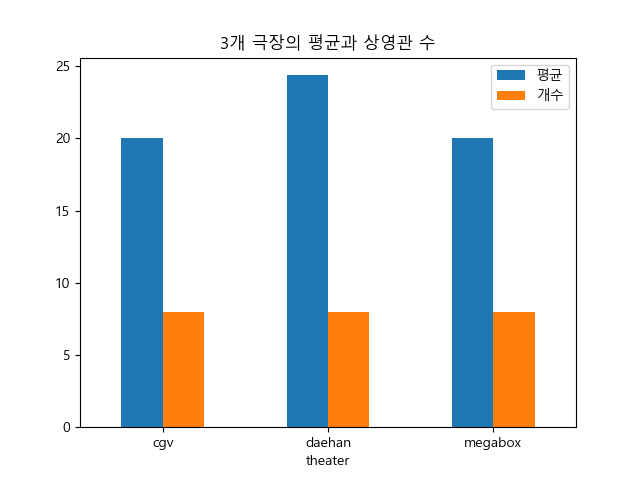 3개 극장의 평균과 상영관 수
평균
개수
25
20
15
10
5
0
cgv
daehan
megabox
theater